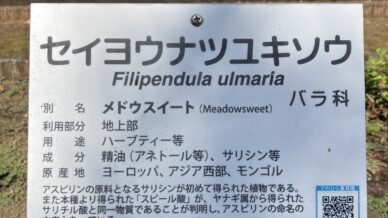 セイヨウナツユキソウ
Filipendula ulmaria
バラ科
別名 メドウスイート（Meadowsweet）
利用部分 地上部
用途 ハーブティー等
成分 精油（アネトール等）、サリシン等
原産地 ヨーロッパ、アジア西部、モンゴル
アスピリンの原料となるサリシンが初めて得られた植物である。
また本種より得られた「スピール酸」が、ヤナギ属から得られた
サリチル酸と同一物質であることが判明し、アスピリンの命名の